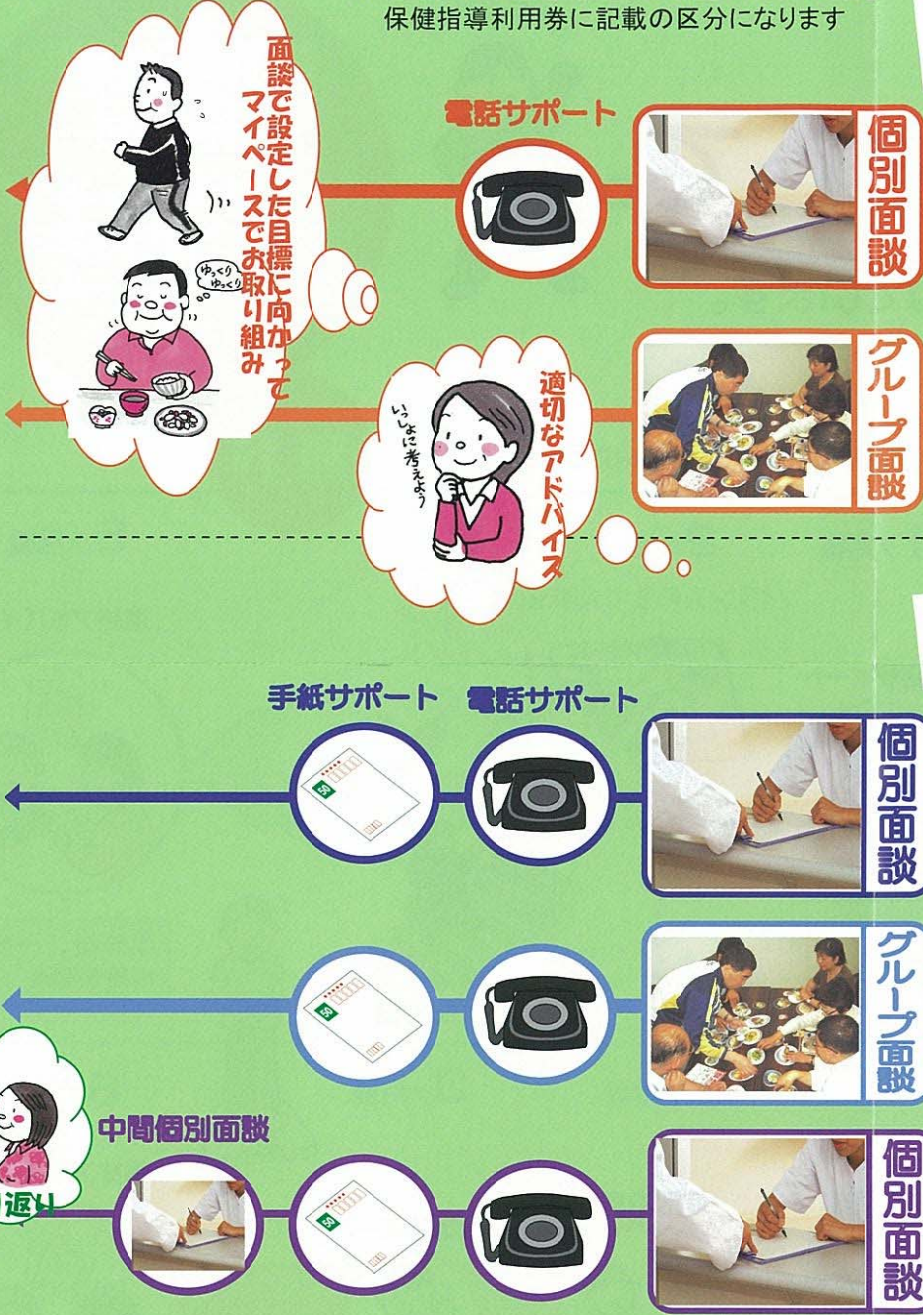 保健指導利用券に記載の区分になります
個別面談
電話サポート
面談で設定した目標に向かって
マイペースでお取り組み
ゆっくり
ゆっくり
グループ面談
適切なアドバイス
いっしょに考えよう
個別面談
電話サポート
手紙サポート
50
グループ面談
50
個別面談
50
中間個別面談
返り